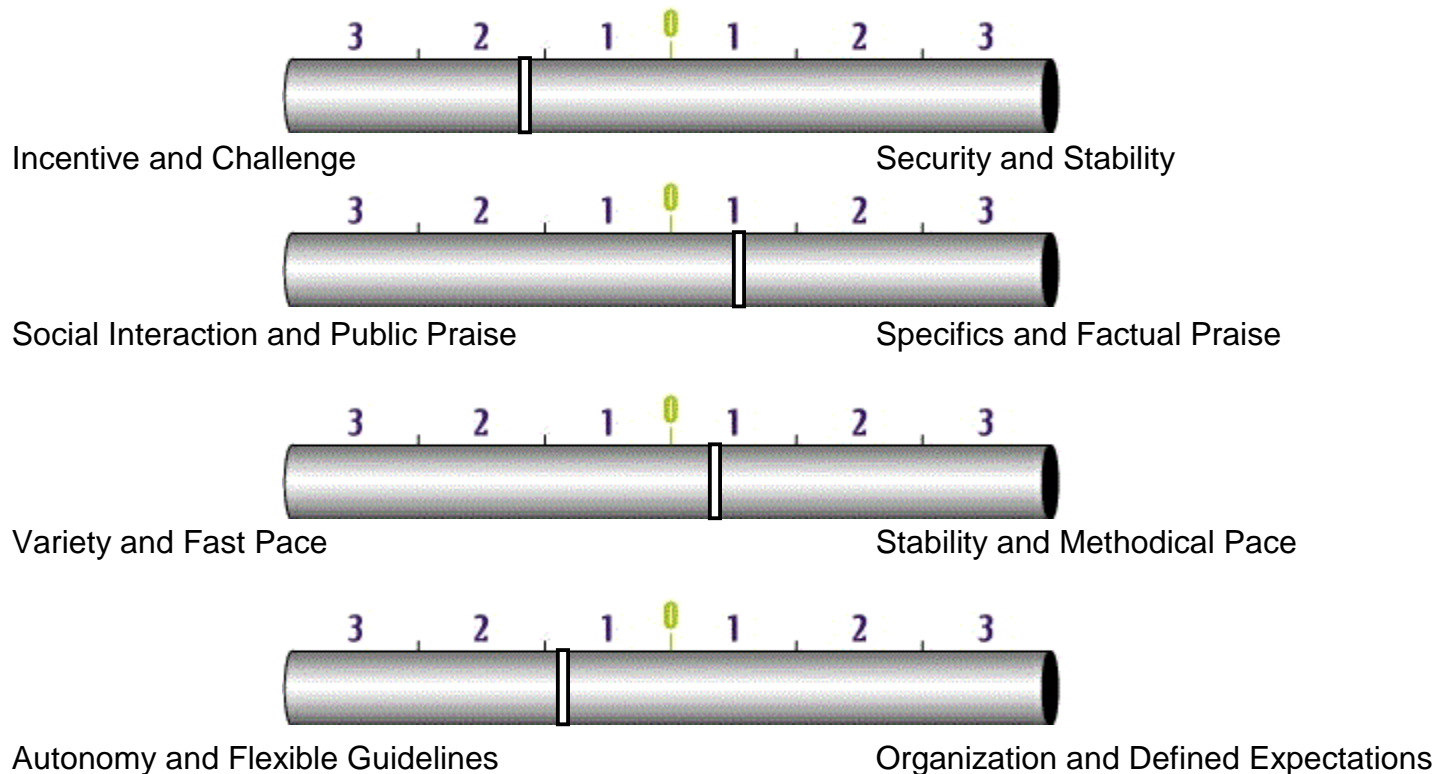 3 2 1 0 1 2 3
Incentive and Challenge Security and Stability
3 2 1 0 1 2 3
Social Interaction and Public Praise Specifics and Factual Praise
3 2 1 0 1 2 3
Variety and Fast Pace Stability and Methodical Pace
3 2 1 0 1 2 3
Autonomy and Flexible Guidelines Organization and Defined Expectations